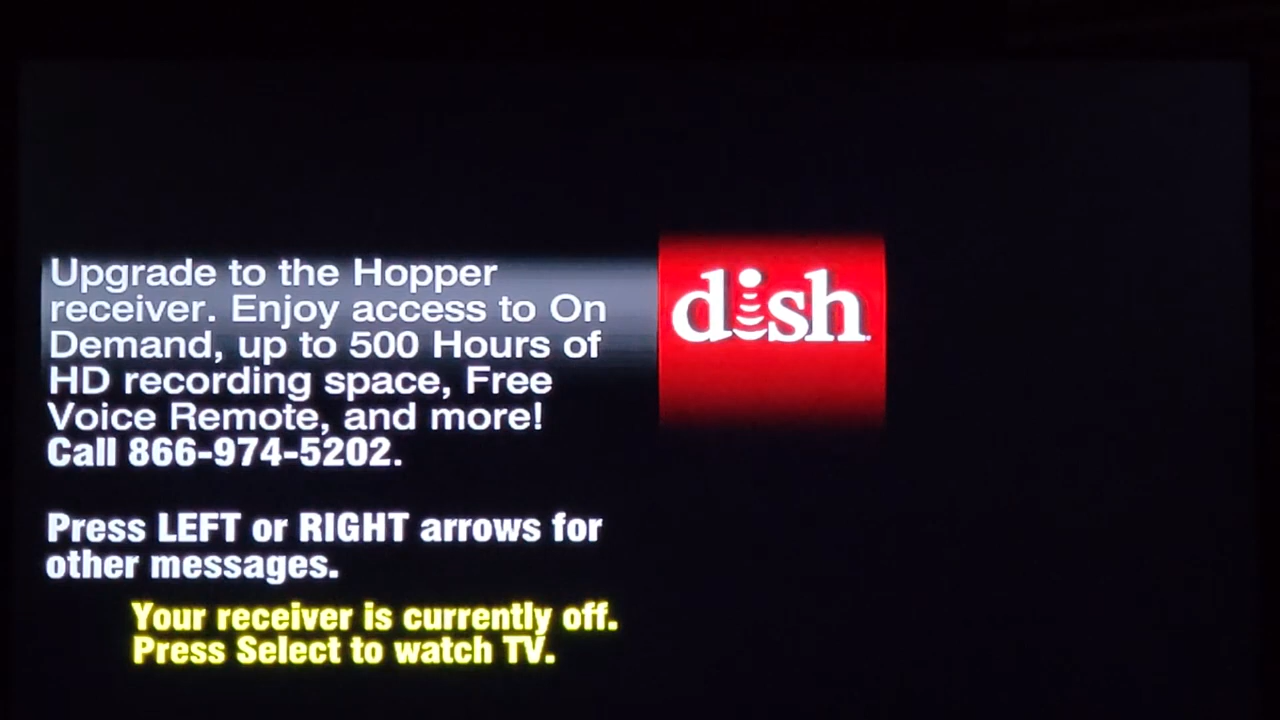 Upgrade to the Hopper
receiver. Enjoy access to On
Demand, up to 500 Hours of
HD recording space, Free
Voice Remote, and more!
Call 866-974-5202.
dish
Press LEFT or RIGHT arrows for
other messages.
Your receiver is currently off.
Press Select to watch TV.